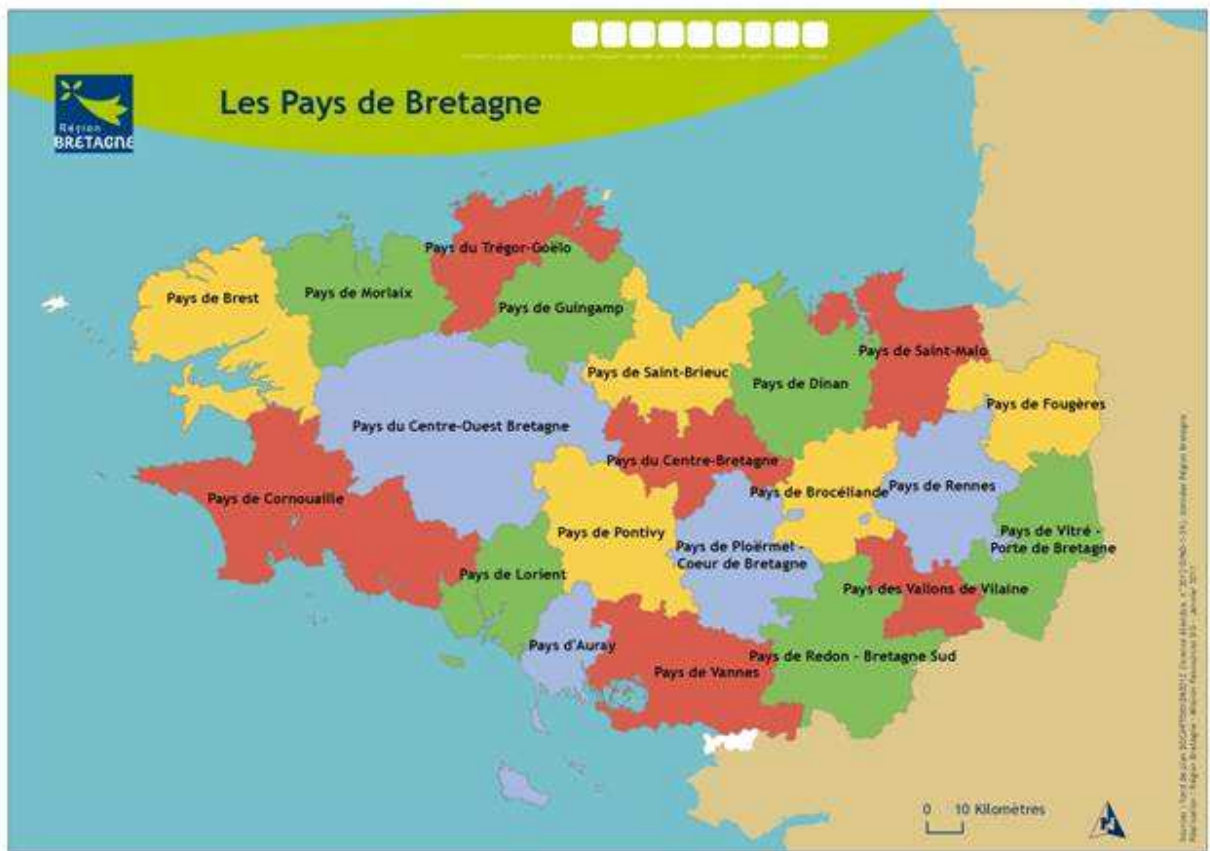 Les Pays de Bretagne
Région
BRETAGNE
Pays du Trégor-Goëlo
Pays de Brest
Pays de Morlaix
Pays de Guingamp
Pays de Saint-Malo
Pays de Saint-Brieuc
Pays de Dinan
Pays de Fougères
Pays du Centre-Ouest Bretagne
Pays du Centre-Bretagne
Pays de Brocéliande
Pays de Rennes
Pays de Cornouaille
Pays de Pontivy
Pays de Ploërmel -
Coeur de Bretagne
Pays de Vitré -
Porte de Bretagne
Pays de Lorient
Pays des Vallons de Vilaine
Pays d'Auray
Pays de Vannes
Pays de Redon - Bretagne Sud
0 10 Kilomètres
N